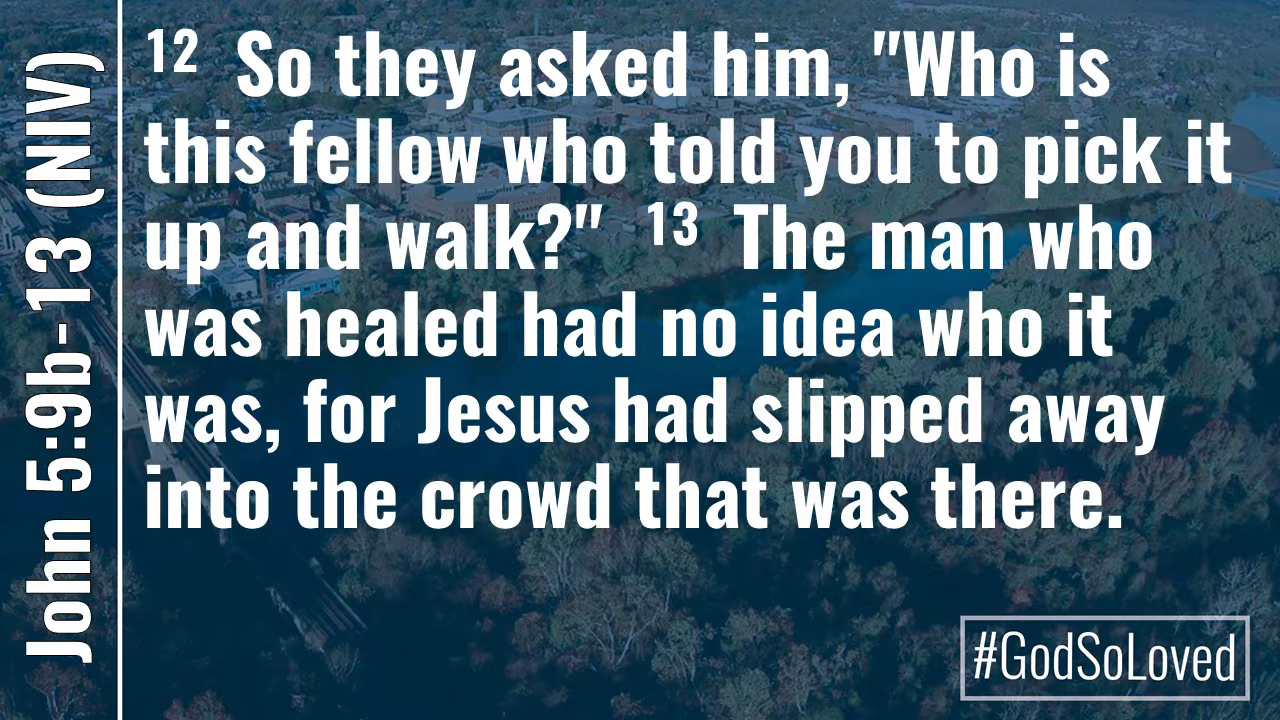 John 5:9b-13 (NIV)
12 So they asked him, "Who is
this fellow who told you to pick it
up and walk?" 13 The man who
was healed had no idea who it
was, for Jesus had slipped away
into the crowd that was there.
#GodSoLoved